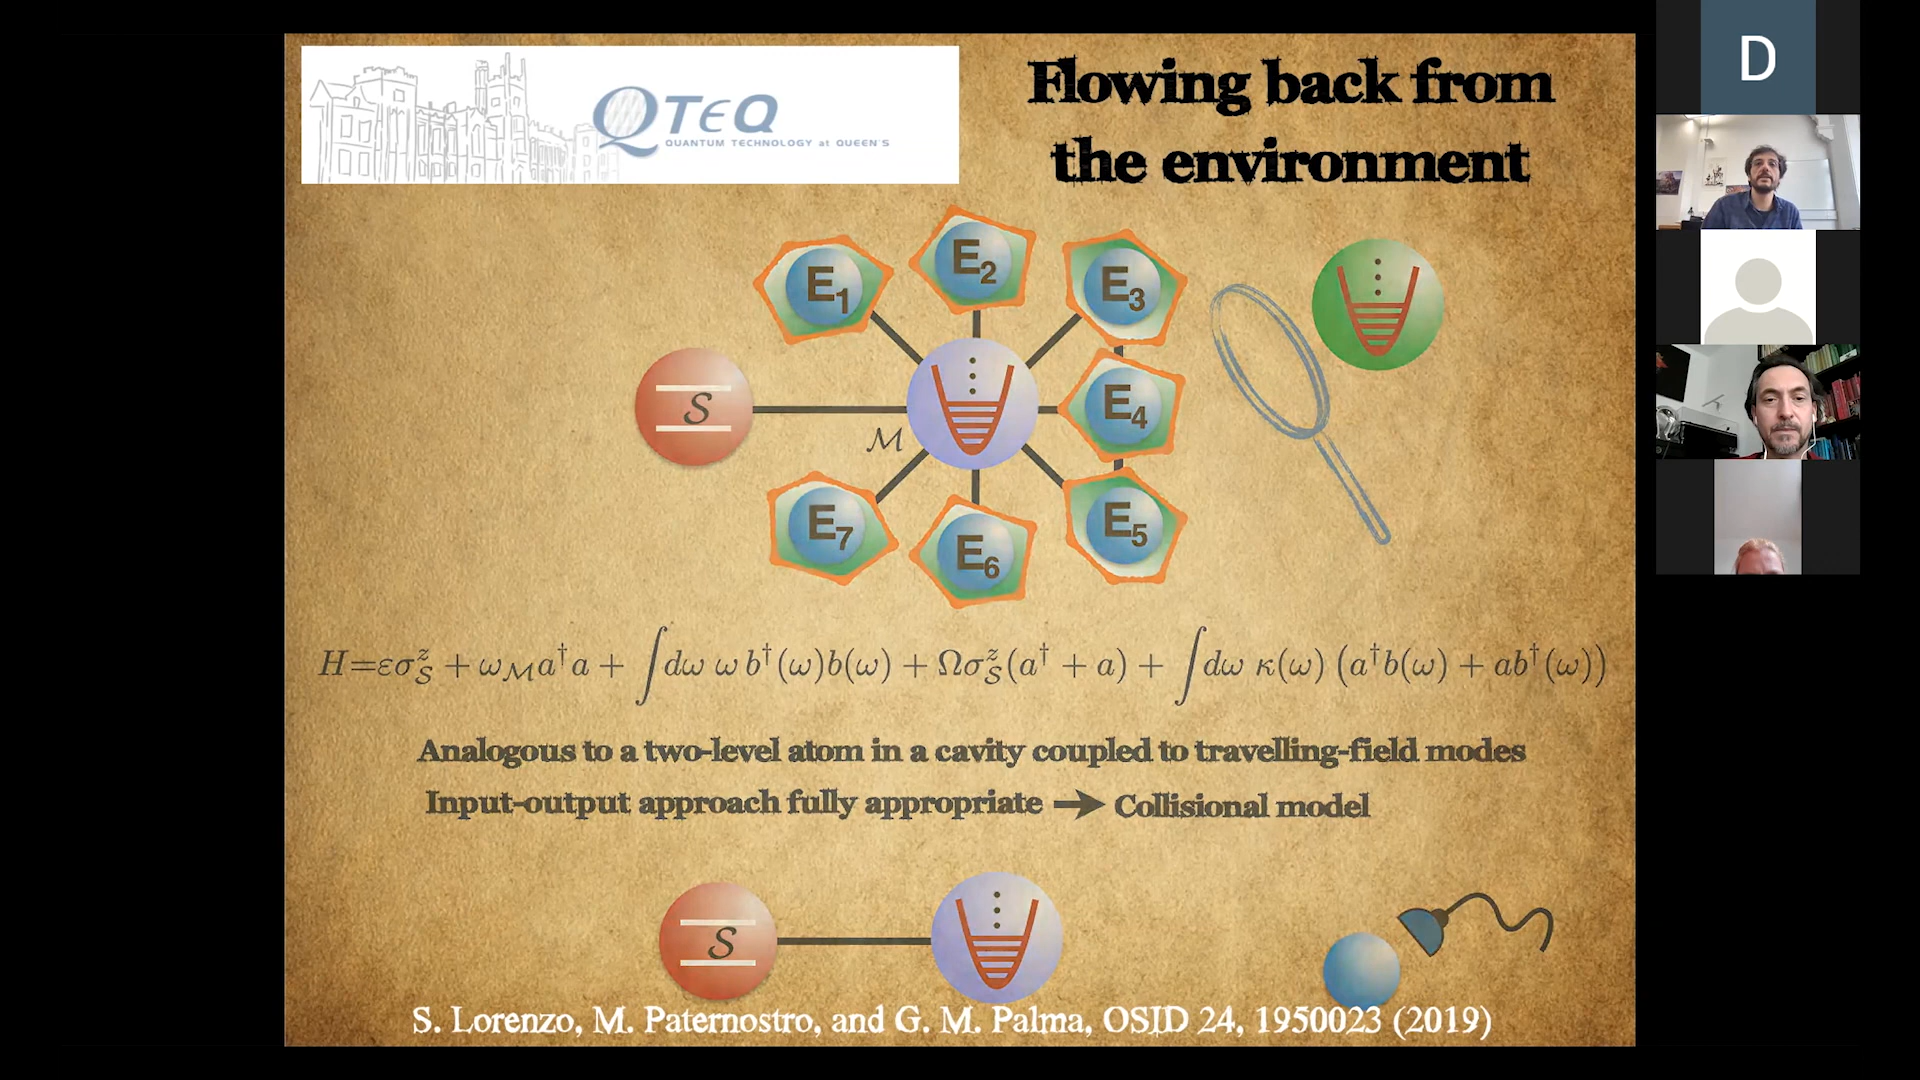 QTEQ
QUANTUM TECHNOLOGY at QUEEN'S
Flowing back from
the environment
D
E₁
E₂
E₃
S
M
E₄
E₇
E₆
E₅
H=εσ_S^z + ω_M a†a + ∫dω ω b†(ω)b(ω) + Ωσ_S^z(a† + a) + ∫dω κ(ω) (a†b(ω) + ab†(ω))
Analogous to a two-level atom in a cavity coupled to travelling-field modes
Input-output approach fully appropriate → Collisional model
S
S. Lorenzo, M. Paternostro, and G. M. Palma, OSID 24, 1950023 (2019)